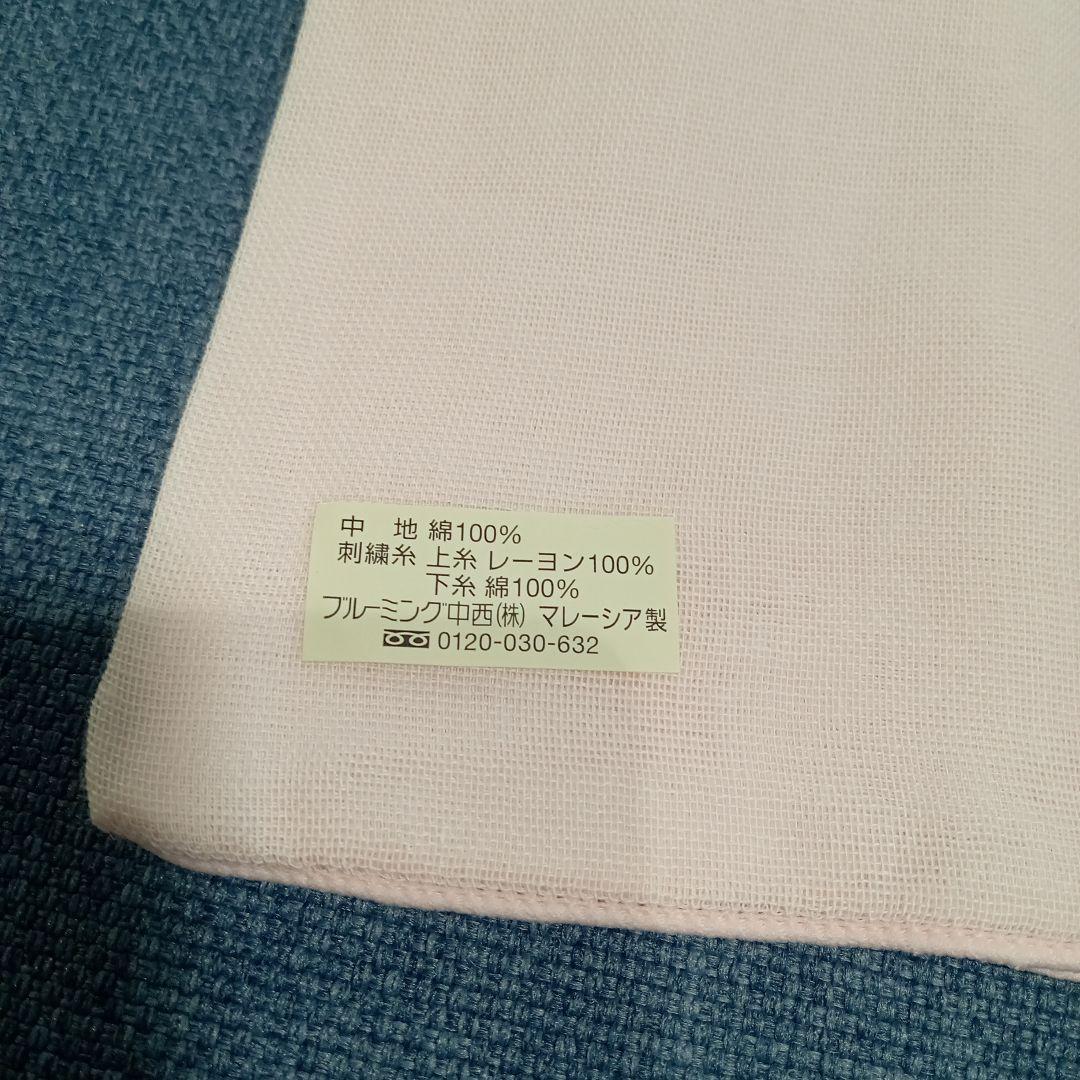 中 地 綿100%
刺繍糸 上糸 レーヨン100%
下糸 綿100%
ブルーミング中西(株) マレーシア製
0120-030-632